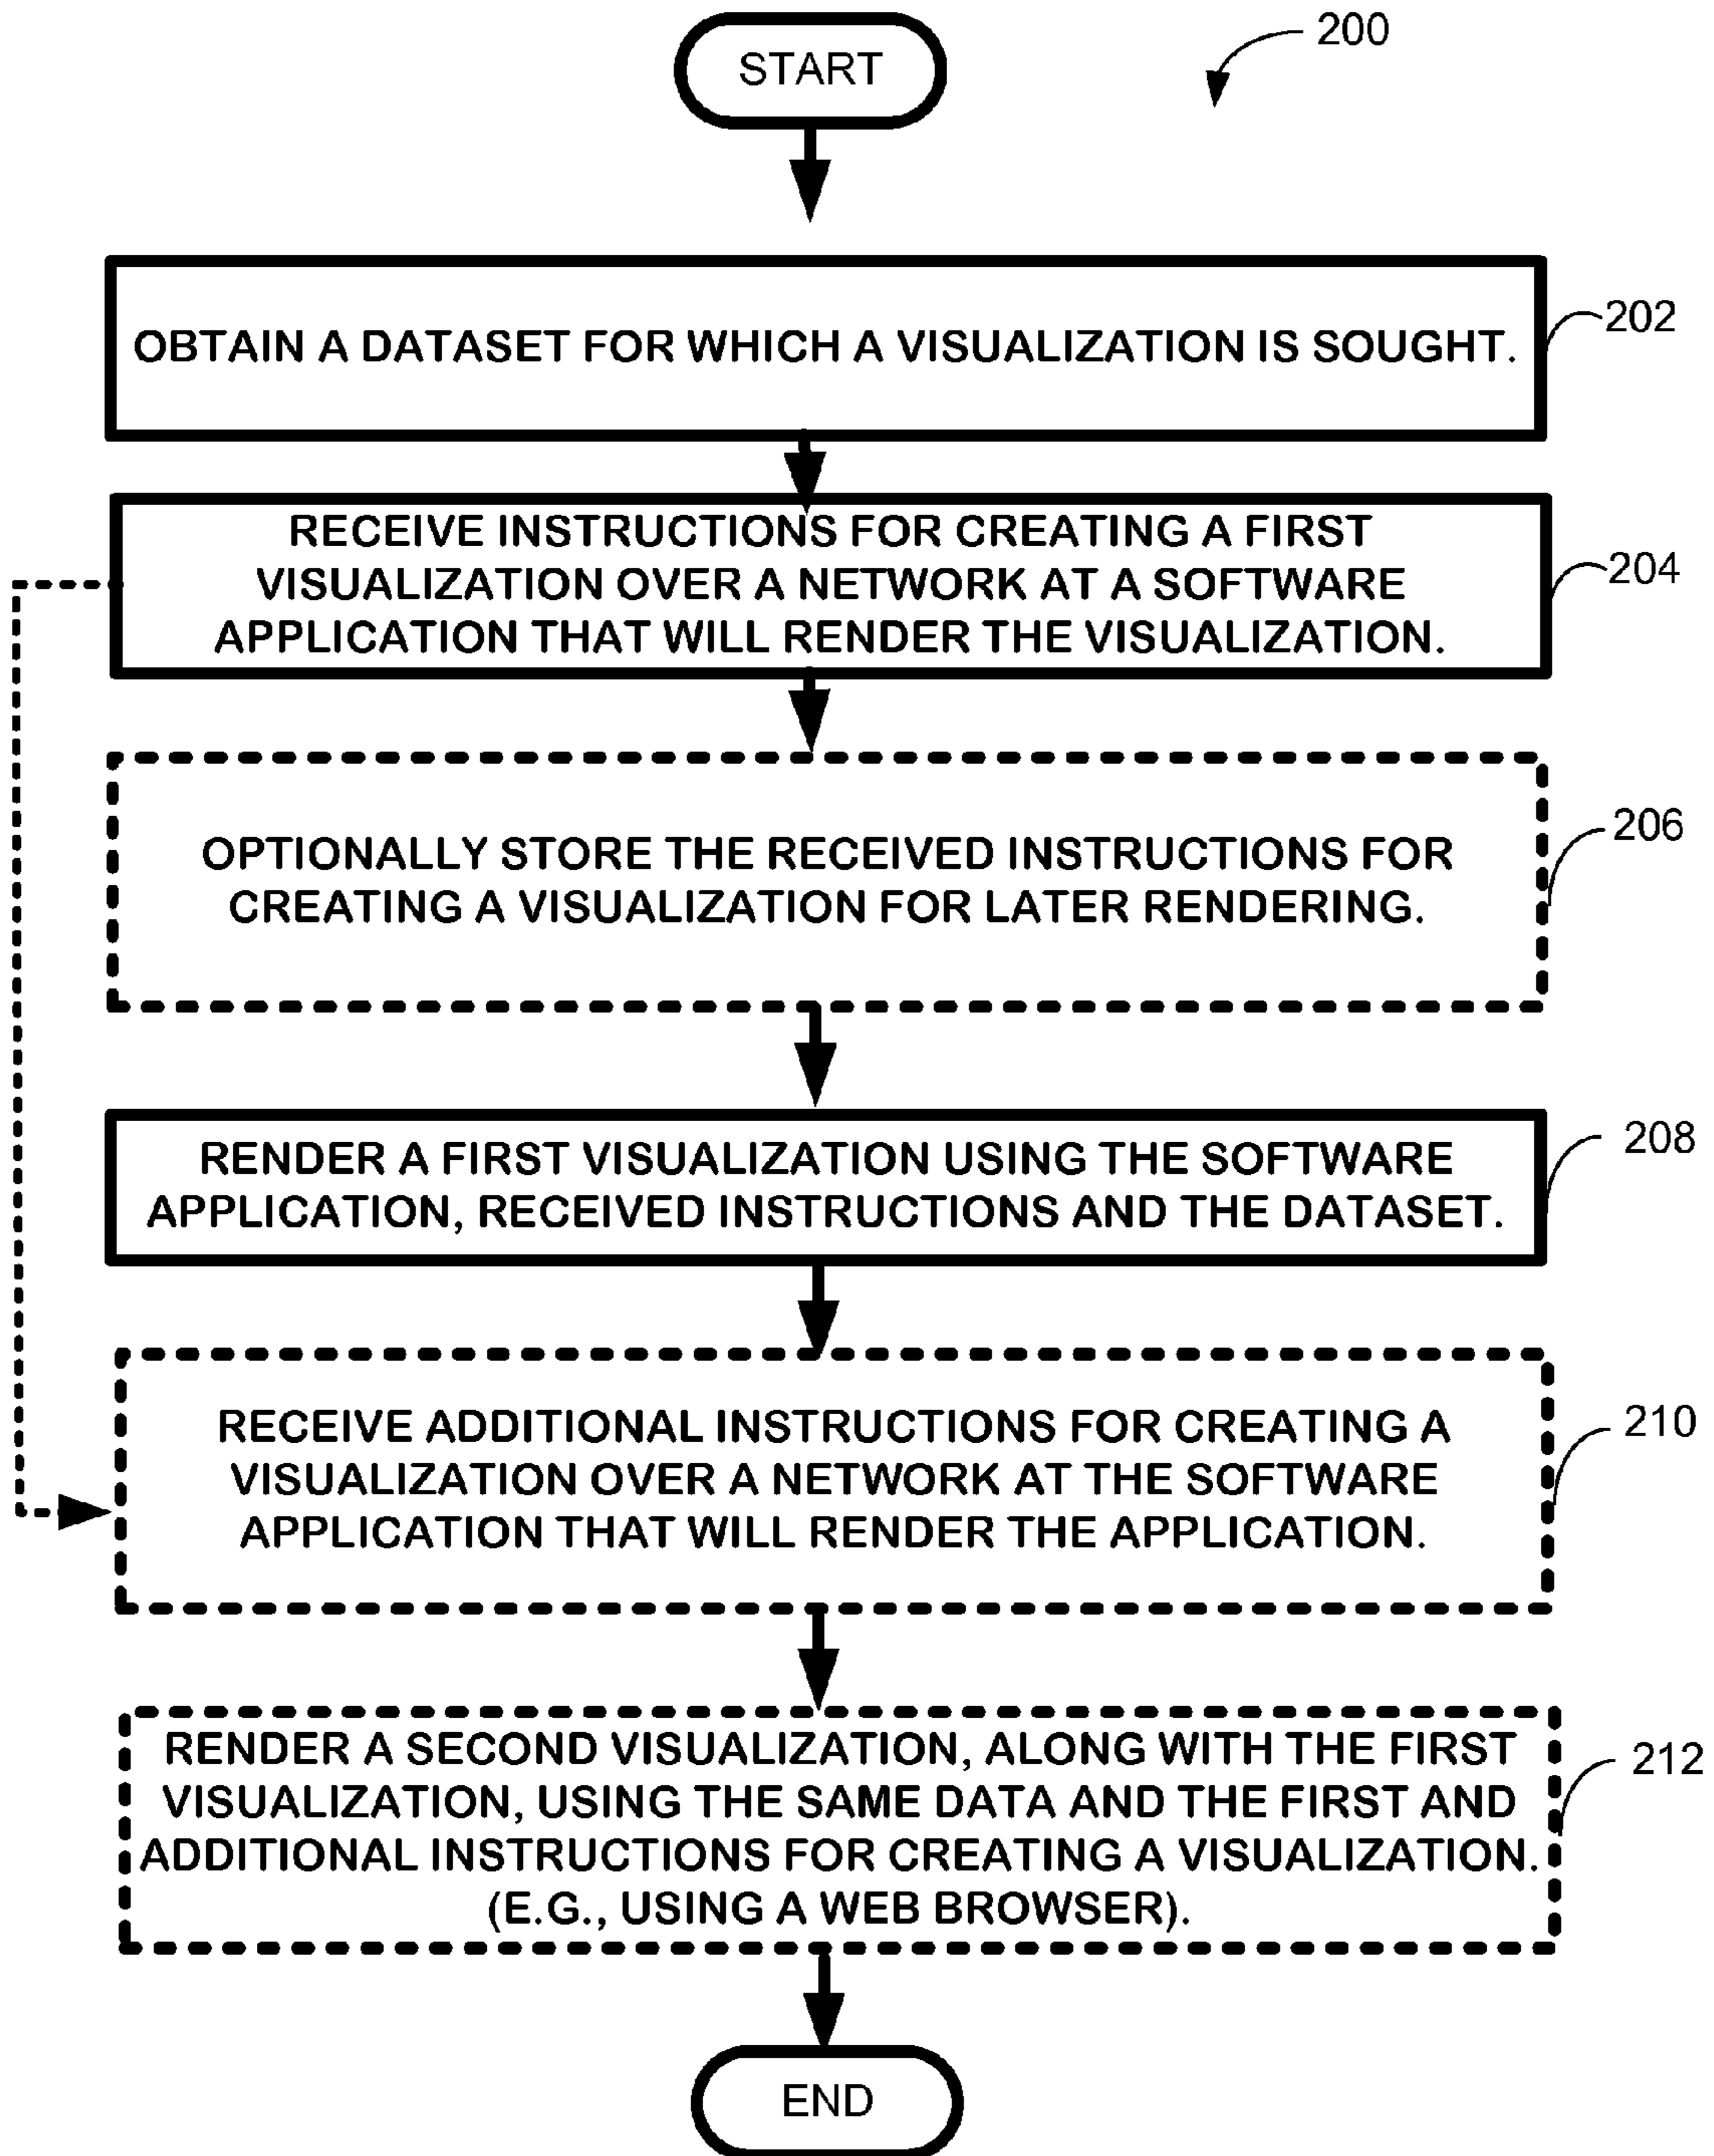 START
200
OBTAIN A DATASET FOR WHICH A VISUALIZATION IS SOUGHT.
202
RECEIVE INSTRUCTIONS FOR CREATING A FIRST
VISUALIZATION OVER A NETWORK AT A SOFTWARE
APPLICATION THAT WILL RENDER THE VISUALIZATION.
204
OPTIONALLY STORE THE RECEIVED INSTRUCTIONS FOR
CREATING A VISUALIZATION FOR LATER RENDERING.
206
RENDER A FIRST VISUALIZATION USING THE SOFTWARE
APPLICATION, RECEIVED INSTRUCTIONS AND THE DATASET.
208
RECEIVE ADDITIONAL INSTRUCTIONS FOR CREATING A
VISUALIZATION OVER A NETWORK AT THE SOFTWARE
APPLICATION THAT WILL RENDER THE APPLICATION.
210
RENDER A SECOND VISUALIZATION, ALONG WITH THE FIRST
VISUALIZATION, USING THE SAME DATA AND THE FIRST AND
ADDITIONAL INSTRUCTIONS FOR CREATING A VISUALIZATION.
(E.G., USING A WEB BROWSER).
212
END